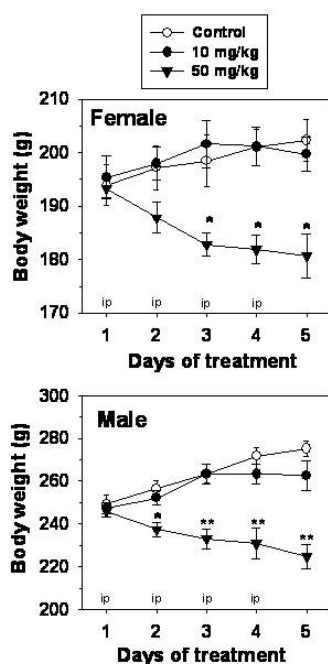 Control
10 mg/kg
50 mg/kg
Female
Body weight (g)
210
200
190
180
170
* * *
ip ip ip ip
1 2 3 4 5
Days of treatment
Male
Body weight (g)
300
280
260
240
220
200
* ** ** **
ip ip ip ip
1 2 3 4 5
Days of treatment